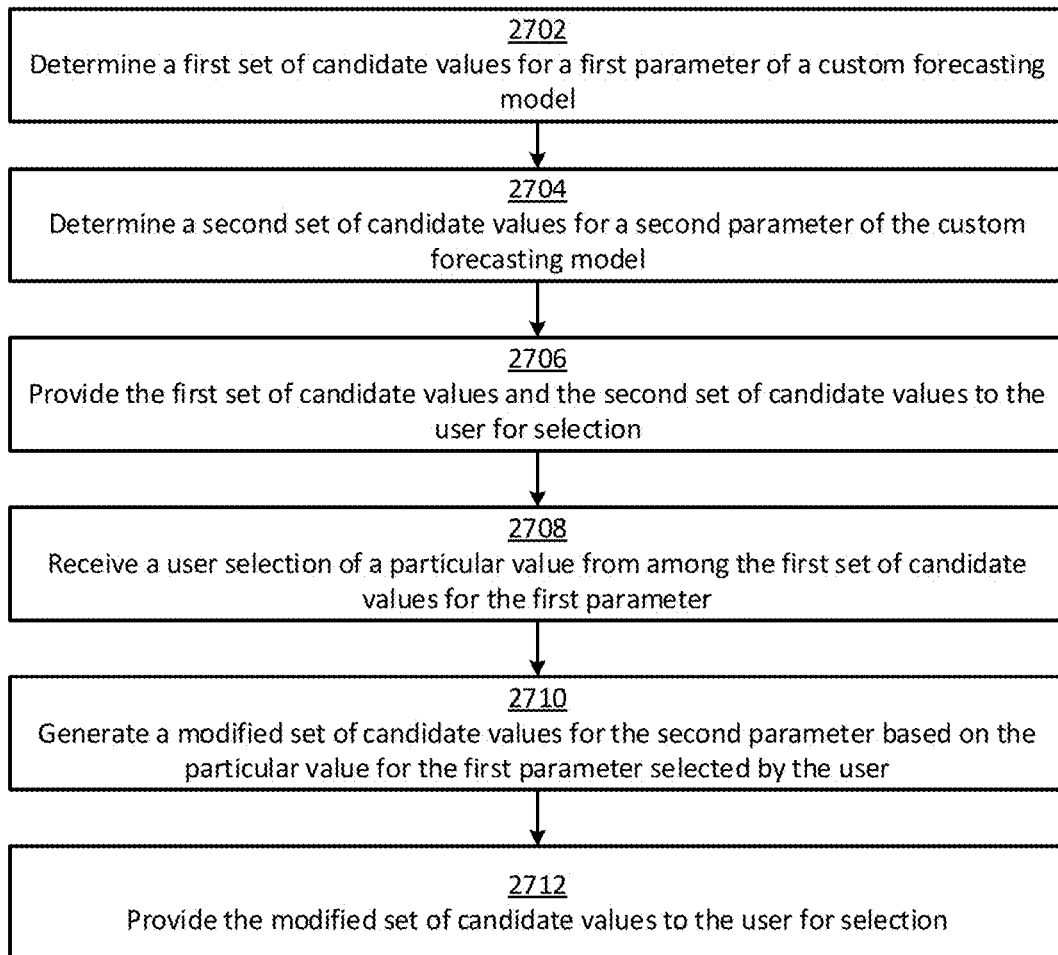 2702
Determine a first set of candidate values for a first parameter of a custom forecasting
model
2704
Determine a second set of candidate values for a second parameter of the custom
forecasting model
2706
Provide the first set of candidate values and the second set of candidate values to the
user for selection
2708
Receive a user selection of a particular value from among the first set of candidate
values for the first parameter
2710
Generate a modified set of candidate values for the second parameter based on the
particular value for the first parameter selected by the user
2712
Provide the modified set of candidate values to the user for selection